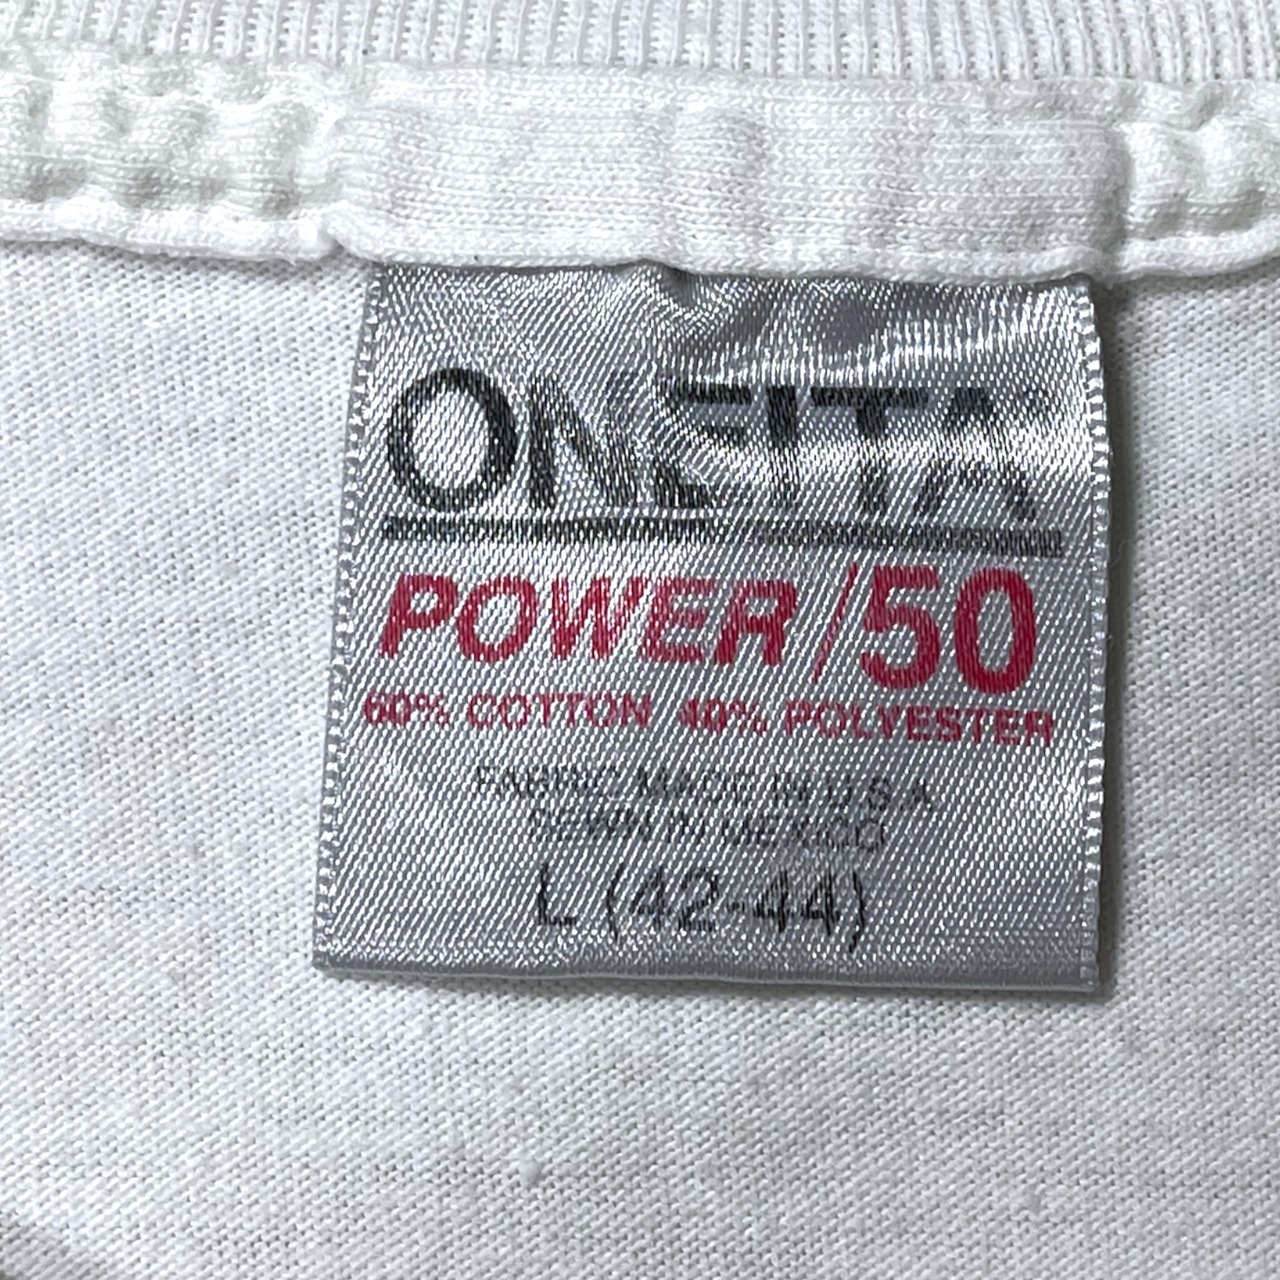 ONEITA
POWER/50
60% COTTON 40% POLYESTER
FABRIC MADE IN U.S.A.
SEWN IN MEXICO
L (42-44)